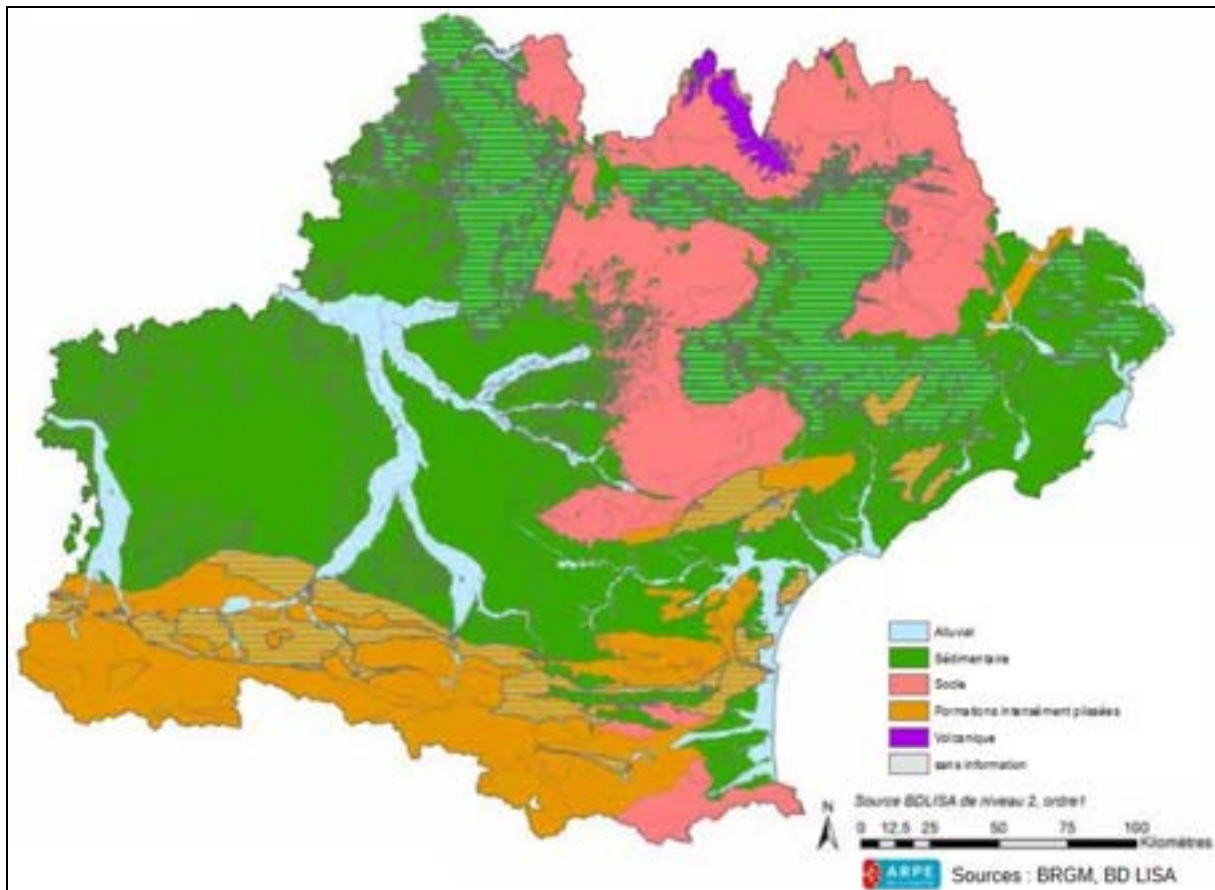 Alluvial
Sédimentaire
Socle
Formations intensément plissées
Volcanique
sans information
Source BDLISA de niveau 2, ordre1
N
0 12,5 25 50 75 100
Kilomètres
ARPE
Sources : BRGM, BD LISA